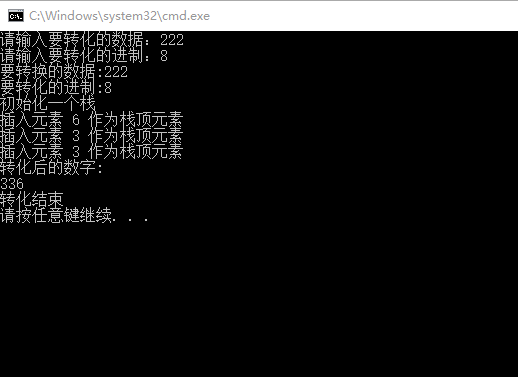 C:\Windows\system32\cmd.exe
请输入要转化的数据：222
请输入要转化的进制：8
要转换的数据:222
要转化的进制:8
初始化一个栈
插入元素 6 作为栈顶元素
插入元素 3 作为栈顶元素
插入元素 3 作为栈顶元素
转化后的数字:
336
转化结束
请按任意键继续. . .